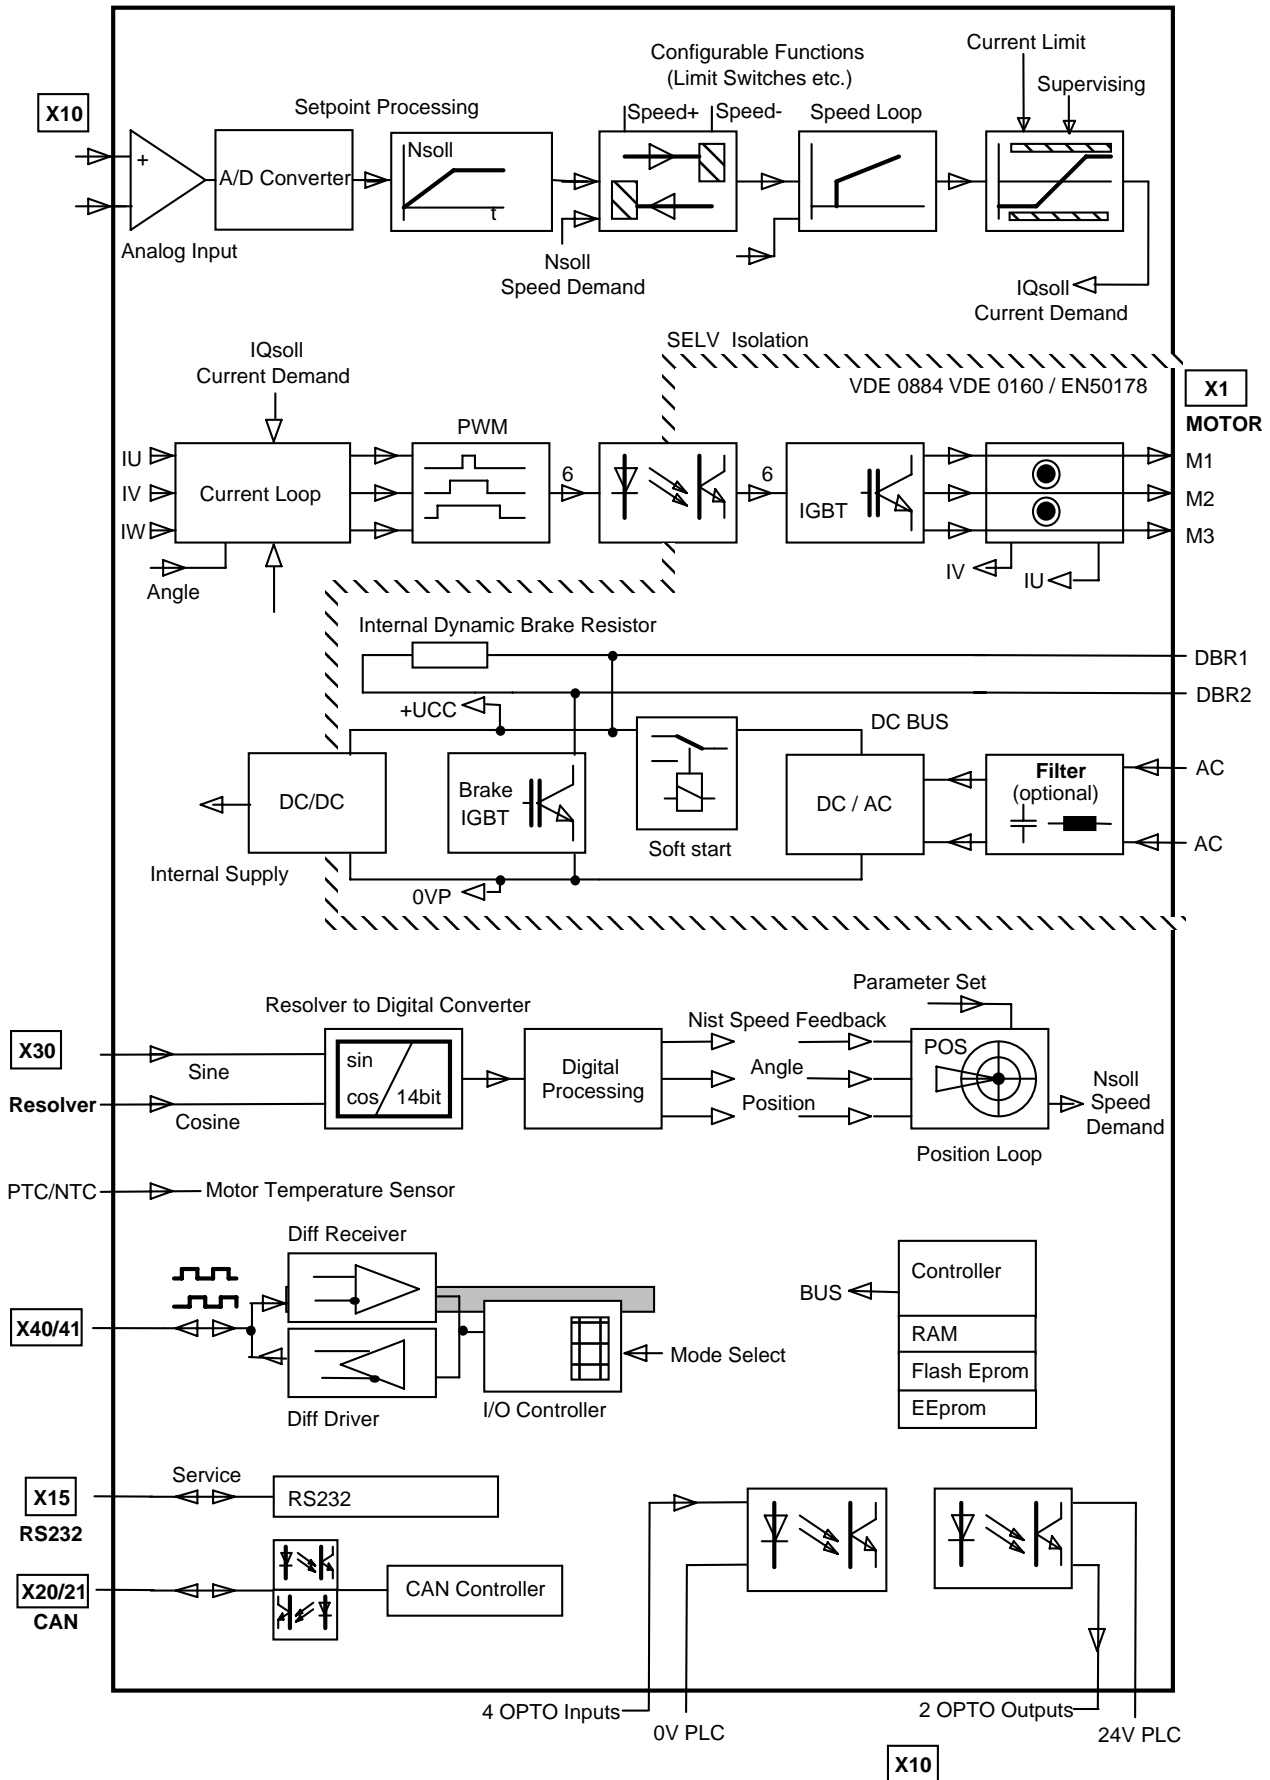 Configurable Functions
(Limit Switches etc.)
Current Limit
Supervising
X10
Setpoint Processing
Speed+
Speed-
Speed Loop
+
A/D Converter
Nsoll
t
Analog Input
Nsoll
Speed Demand
IQsoll
Current Demand
SELV Isolation
IQsoll
Current Demand
VDE 0884 VDE 0160 / EN50178
X1
MOTOR
PWM
IU
IV
IW
Current Loop
6
6
IGBT
M1
M2
M3
Angle
IV
IU
Internal Dynamic Brake Resistor
DBR1
DBR2
+UCC
DC BUS
DC/DC
Brake
IGBT
Soft start
DC / AC
Filter
(optional)
AC
AC
Internal Supply
0VP
Parameter Set
Resolver to Digital Converter
Nist Speed Feedback
X30
Sine
sin
cos
14bit
Digital
Processing
Angle
POS
Nsoll
Speed
Demand
Resolver
Cosine
Position
Position Loop
PTC/NTC
Motor Temperature Sensor
Diff Receiver
Controller
BUS
X40/41
RAM
Mode Select
Flash Eprom
EEprom
Diff Driver
I/O Controller
Service
X15
RS232
RS232
X20/21
CAN
CAN Controller
4 OPTO Inputs
0V PLC
2 OPTO Outputs
24V PLC
X10